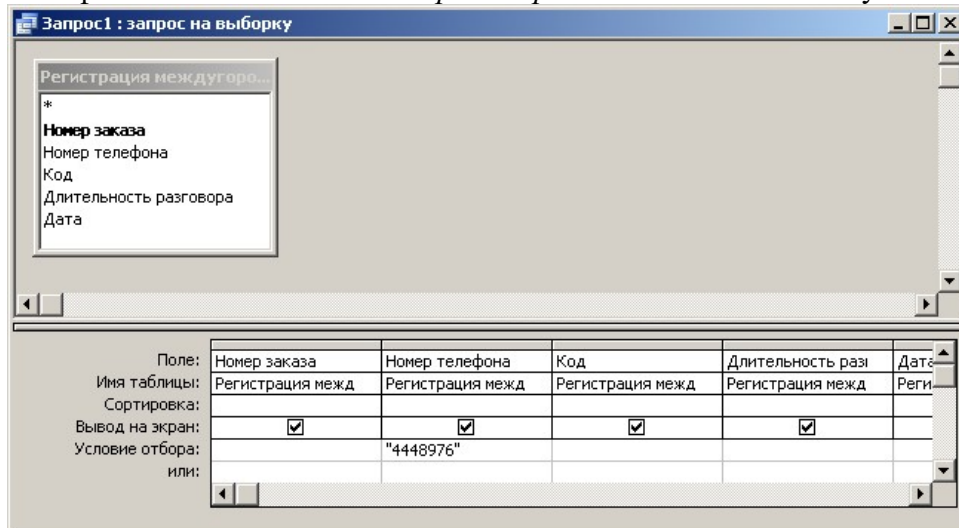 Запрос1 : запрос на выборку
Регистрация междугоро...
*
Номер заказа
Номер телефона
Код
Длительность разговора
Дата
Поле: Номер заказа Номер телефона Код Длительность разг Дата
Имя таблицы: Регистрация межд Регистрация межд Регистрация межд Регистрация межд Реги
Сортировка:
Вывод на экран:
Условие отбора: "4448976"
или: